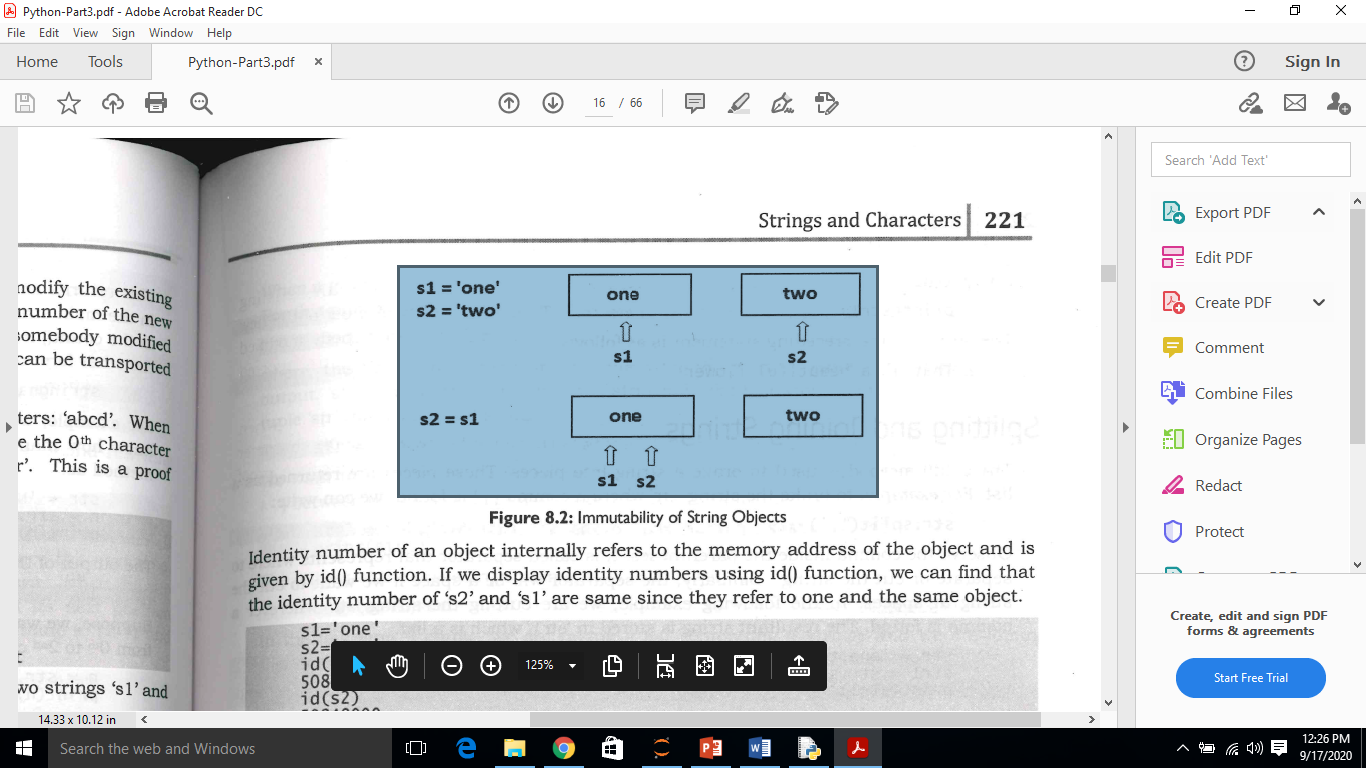 Python-Part3.pdf - Adobe Acrobat Reader DC
File Edit View Sign Window Help
Home Tools Python-Part3.pdf × Sign In
16 / 66
Search 'Add Text'
Export PDF
Edit PDF
Create PDF
Comment
Combine Files
Organize Pages
Redact
Protect
Create, edit and sign PDF
forms & agreements
Start Free Trial
modify the existing
number of the new
somebody modified
can be transported
ters: 'abcd'. When
e the 0th character
r'. This is a proof
wo strings 's1' and
Strings and Characters 221
s1 = 'one'
s2 = 'two'
one two
s1 s2
s2 = s1
one two
s1 s2
Figure 8.2: Immutability of String Objects
Identity number of an object internally refers to the memory address of the object and is
given by id() function. If we display identity numbers using id() function, we can find that
the identity number of 's2' and 's1' are same since they refer to one and the same object.
s1='one'
s2=
id(
508
id(s2)
125%
14.33 x 10.12 in
Search the web and Windows
12:26 PM
9/17/2020